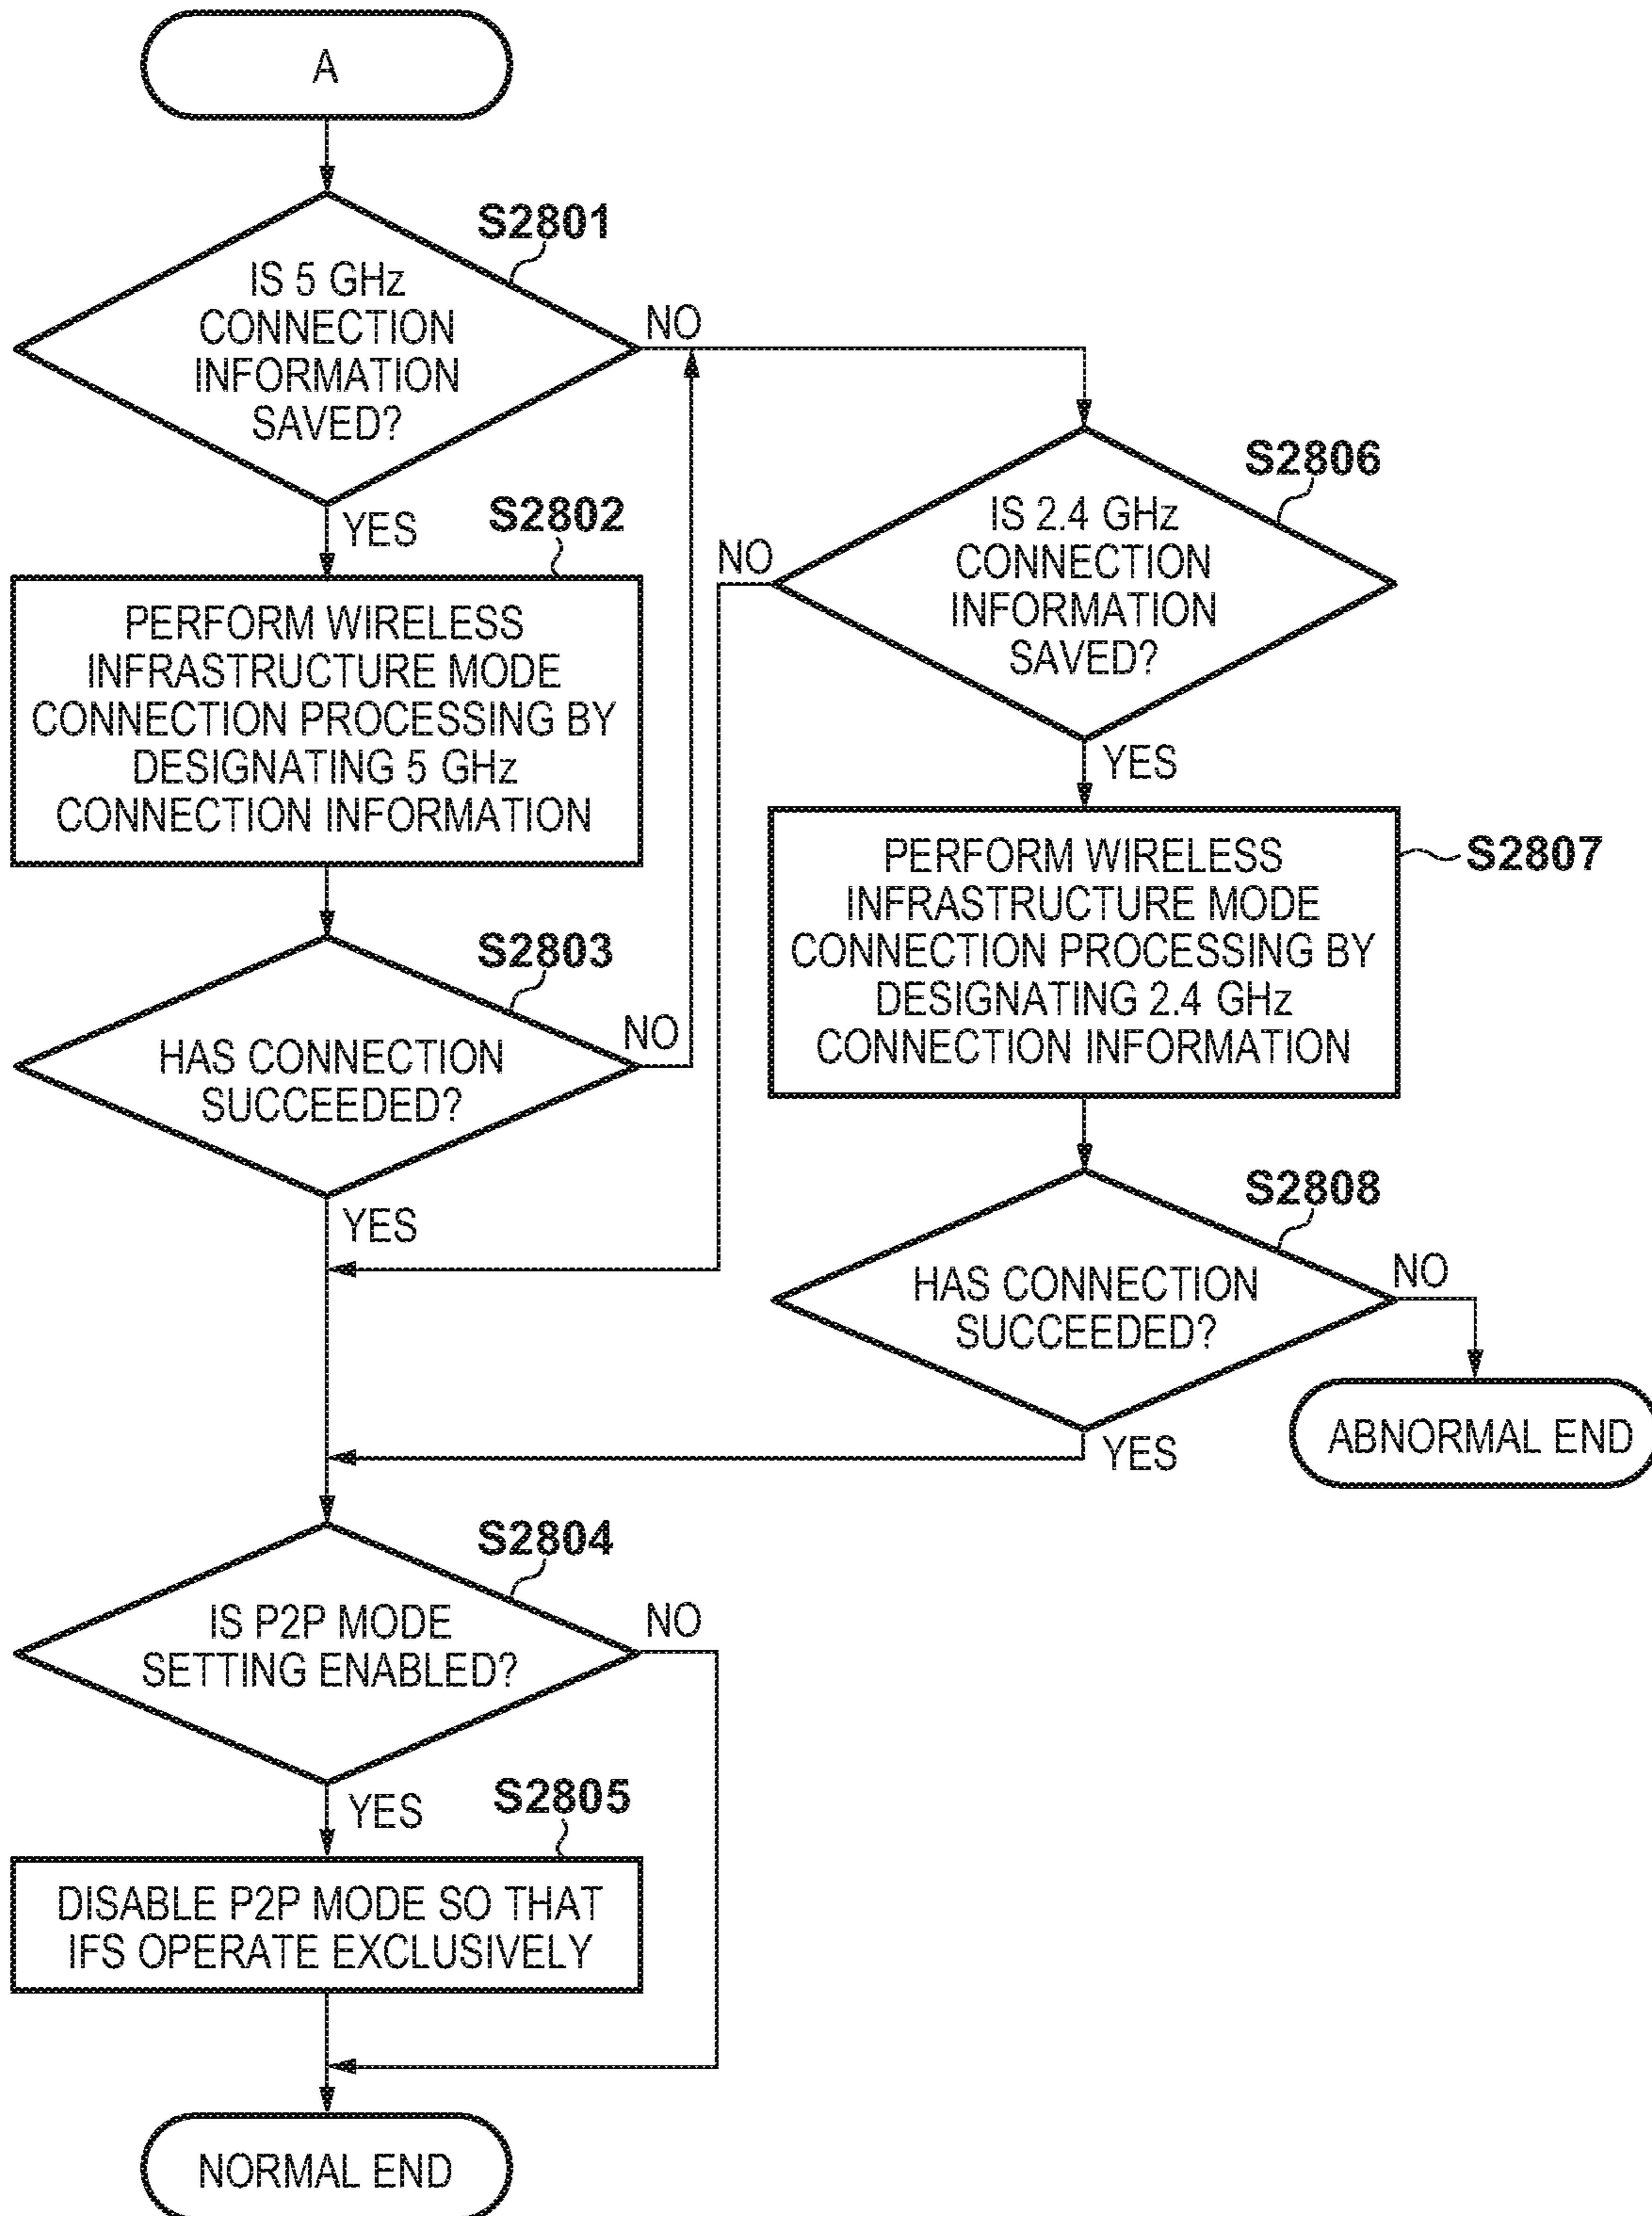 A
S2801
IS 5 GHz
CONNECTION
INFORMATION
SAVED?
NO
YES
S2802
PERFORM WIRELESS
INFRASTRUCTURE MODE
CONNECTION PROCESSING BY
DESIGNATING 5 GHz
CONNECTION INFORMATION
S2803
HAS CONNECTION
SUCCEEDED?
NO
YES
S2806
IS 2.4 GHz
CONNECTION
INFORMATION
SAVED?
NO
YES
S2807
PERFORM WIRELESS
INFRASTRUCTURE MODE
CONNECTION PROCESSING BY
DESIGNATING 2.4 GHz
CONNECTION INFORMATION
S2808
HAS CONNECTION
SUCCEEDED?
NO
ABNORMAL END
YES
S2804
IS P2P MODE
SETTING ENABLED?
NO
YES
S2805
DISABLE P2P MODE SO THAT
IFS OPERATE EXCLUSIVELY
NORMAL END